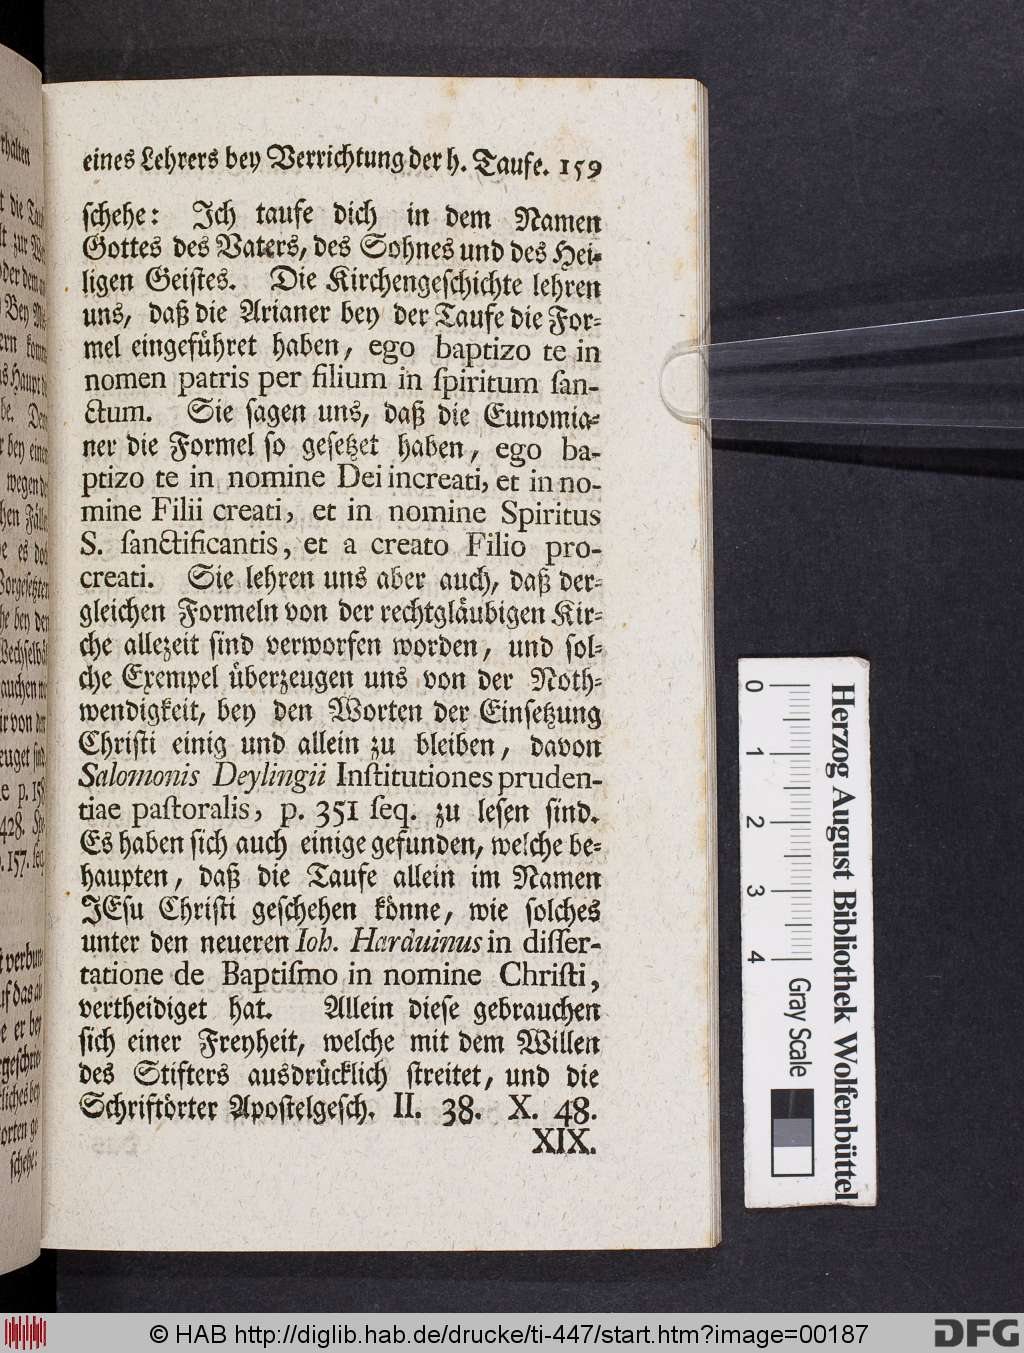 eines Lehrers bey Verrichtung der h. Taufe. 159
schehe: Ich taufe dich in dem Namen
Gottes des Vaters, des Sohnes und des Hei-
ligen Geistes. Die Kirchengeschichte lehren
uns, daß die Arianer bey der Taufe die For-
mel eingeführet haben, ego baptizo te in
nomen patris per filium in ſpiritum ſan-
ctum. Sie sagen uns, daß die Eunomia-
ner die Formel so gesetzet haben, ego ba-
ptizo te in nomine Dei increati, et in no-
mine Filii creati, et in nomine Spiritus
S. ſanctificantis, et a creato Filio pro-
creati. Sie lehren uns aber auch, daß der-
gleichen Formeln von der rechtgläubigen Kir-
che allezeit sind verworfen worden, und sol-
che Exempel überzeugen uns von der Noth-
wendigkeit, bey den Worten der Einsetzung
Christi einig und allein zu bleiben, davon
Salomonis Deylingii Inſtitutiones pruden-
tiae paſtoralis, p. 351 ſeq. zu lesen sind.
Es haben sich auch einige gefunden, welche be-
haupten, daß die Taufe allein im Namen
JEsu Christi geschehen könne, wie solches
unter den neueren Ioh. Harduinus in diſſer-
tatione de Baptiſmo in nomine Chriſti,
vertheidiget hat. Allein diese gebrauchen
sich einer Freyheit, welche mit dem Willen
des Stifters ausdrücklich streitet, und die
Schriftörter Apostelgesch. II. 38. X. 48.
XIX.
Herzog August Bibliothek Wolfenbüttel
0 1 2 3 4 Gray Scale
© HAB http://diglib.hab.de/drucke/ti-447/start.htm?image=00187
DFG